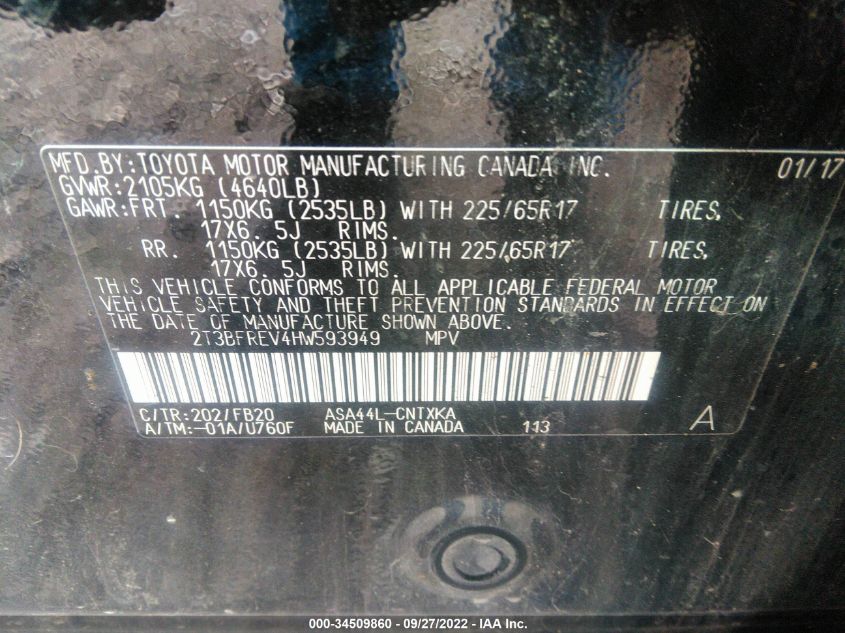 MFD.BY:TOYOTA MOTOR MANUFACTURING CANADA INC. 01/17
GVWR:2105KG (4640LB)
GAWR:FRT. 1150KG (2535LB) WITH 225/65R17 TIRES,
17X6.5J RIMS.
RR. 1150KG (2535LB) WITH 225/65R17 TIRES,
17X6.5J RIMS.
THIS VEHICLE CONFORMS TO ALL APPLICABLE FEDERAL MOTOR
VEHICLE SAFETY AND THEFT PREVENTION STANDARDS IN EFFECT ON
THE DATE OF MANUFACTURE SHOWN ABOVE.
2T3BFREV4HW593949 MPV
C/TR:202/FB20 ASA44L-CNTXKA
A/TM:-01A/U760F MADE IN CANADA 113 A
000-34509860 - 09/27/2022 - IAA Inc.